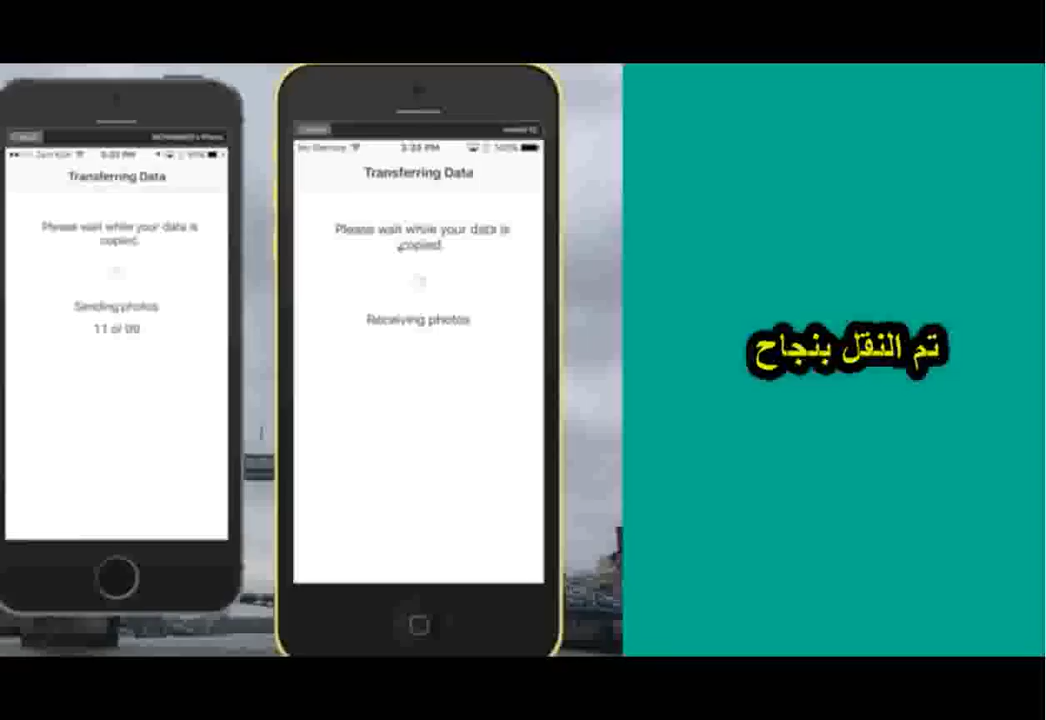 Transferring Data
Please wait while your data is
copied.
Sending photos
11 of 99
Transferring Data
Please wait while your data is
copied.
Receiving photos
تم النقل بنجاح